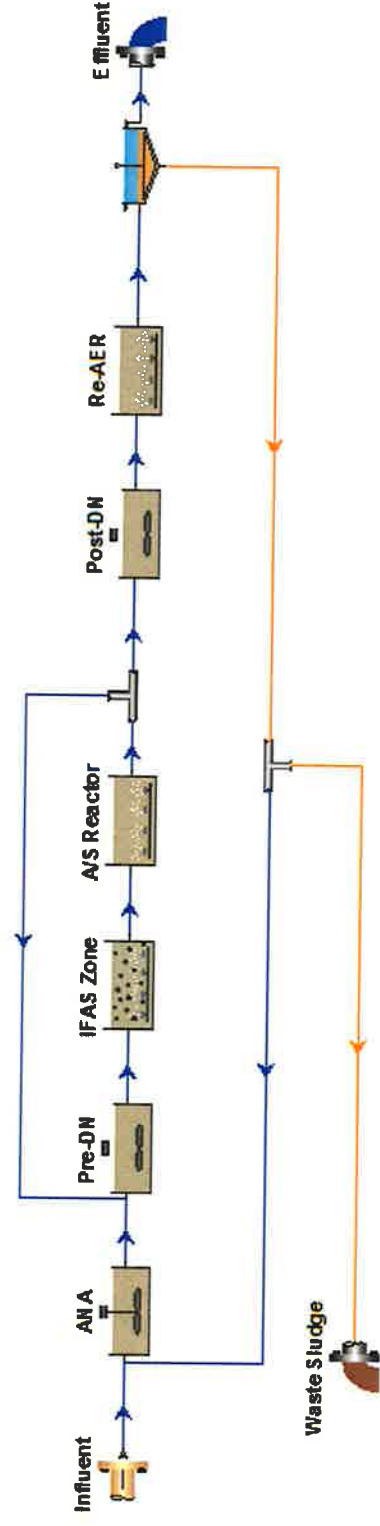 Influent
ANA
Pre-DN
IFAS Zone
A/S Reactor
Post-DN
Re-AER
Effluent
Waste Sludge